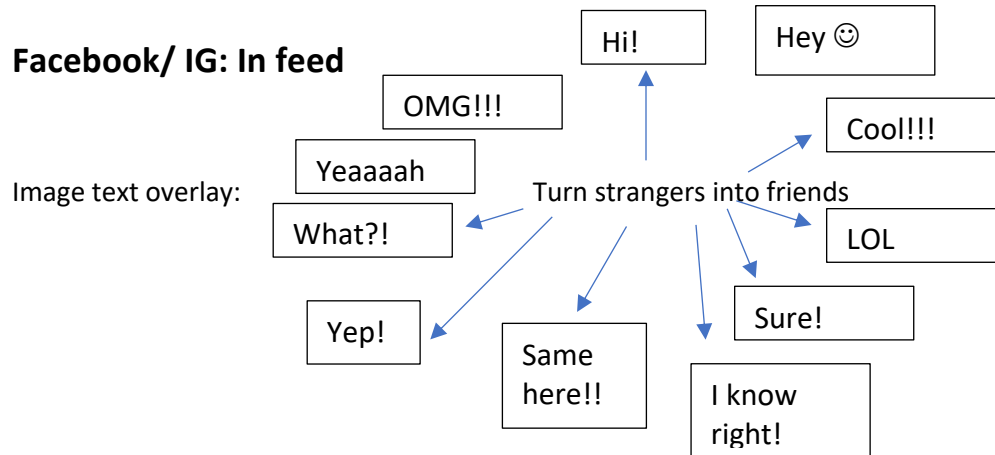 Hi!
Hey ☺
Facebook/ IG: In feed
OMG!!!
Cool!!!
Yeaaaah
Image text overlay:
Turn strangers into friends
What?!
LOL
Yep!
Sure!
Same
here!!
I know
right!